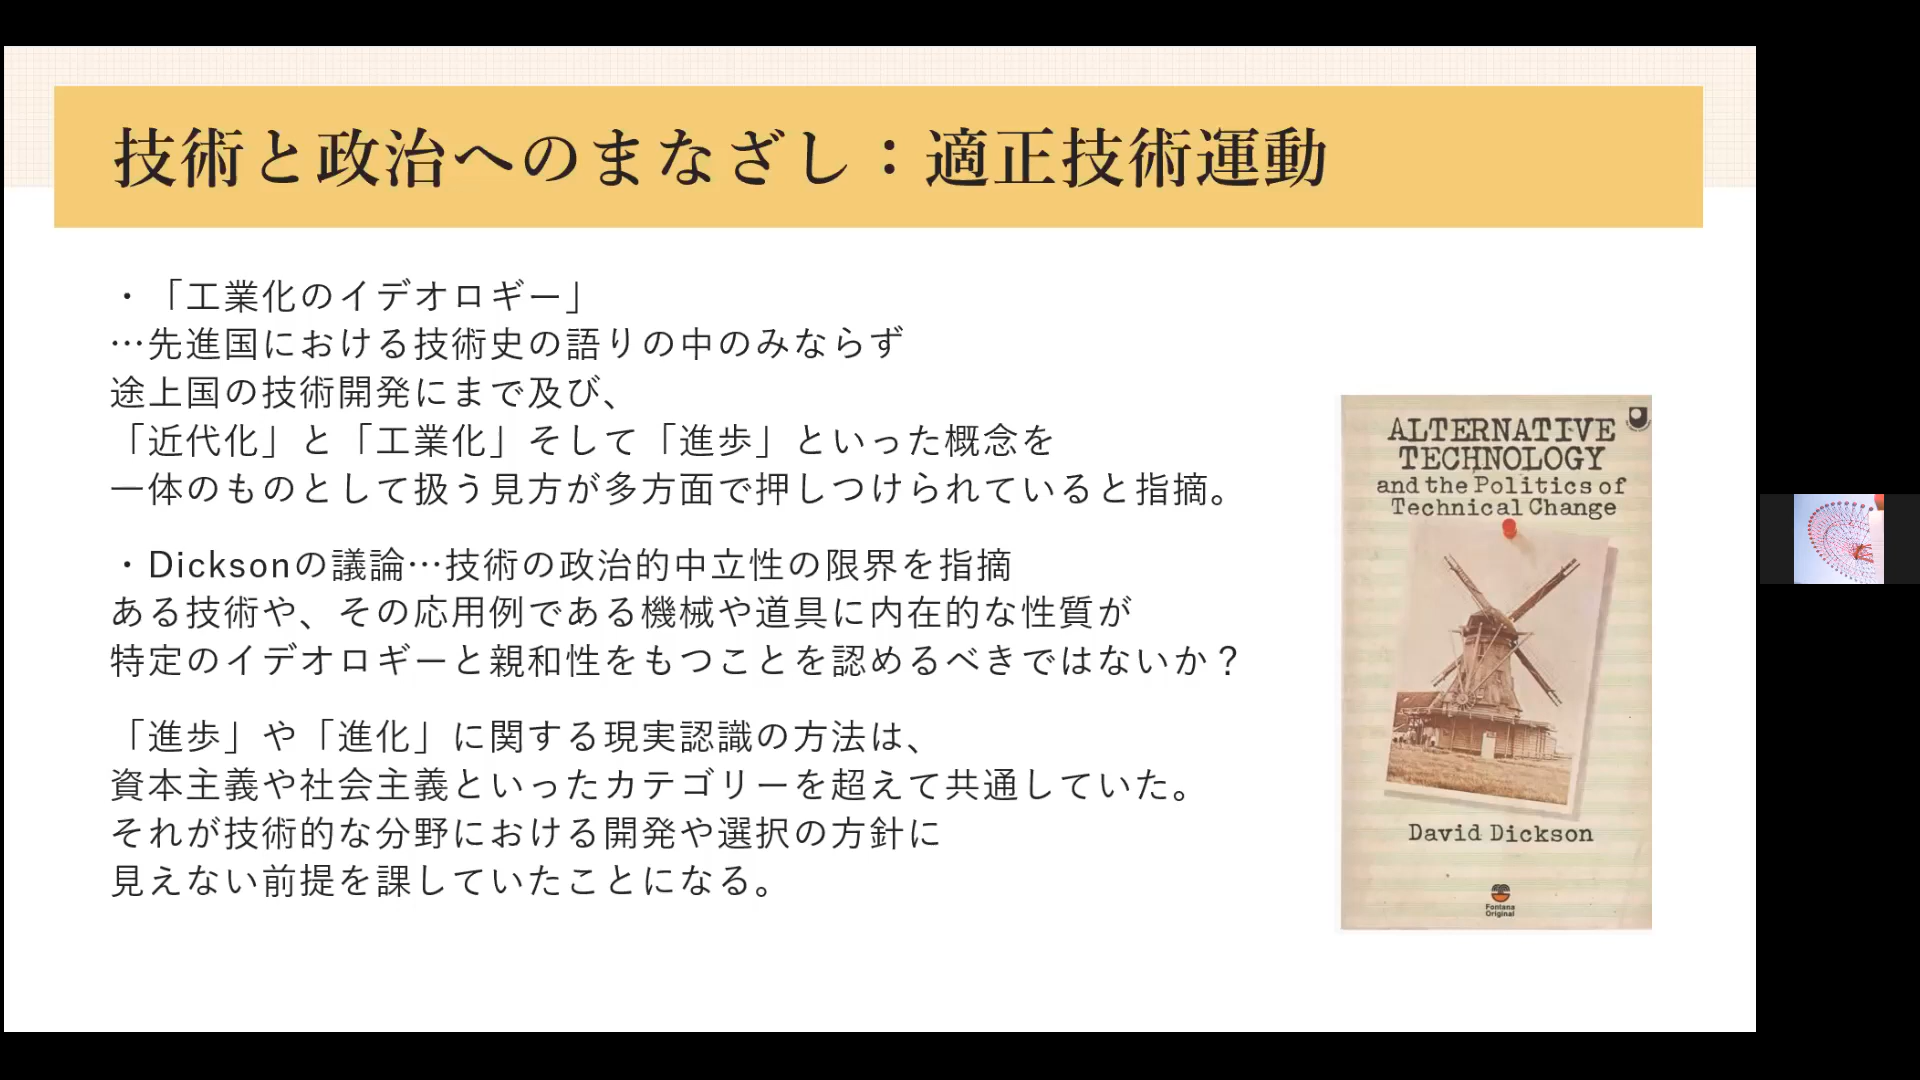 技術と政治へのまなざし：適正技術運動
・「工業化のイデオロギー」
…先進国における技術史の語りの中のみならず
途上国の技術開発にまで及び、
「近代化」と「工業化」そして「進歩」といった概念を
一体のものとして扱う見方が多方面で押しつけられていると指摘。
・Dicksonの議論…技術の政治的中立性の限界を指摘
ある技術や、その応用例である機械や道具に内在的な性質が
特定のイデオロギーと親和性をもつことを認めるべきではないか？
「進歩」や「進化」に関する現実認識の方法は、
資本主義や社会主義といったカテゴリーを超えて共通していた。
それが技術的な分野における開発や選択の方針に
見えない前提を課していたことになる。
ALTERNATIVE
TECHNOLOGY
and the Politics of
Technical Change
David Dickson
Fontana
Original